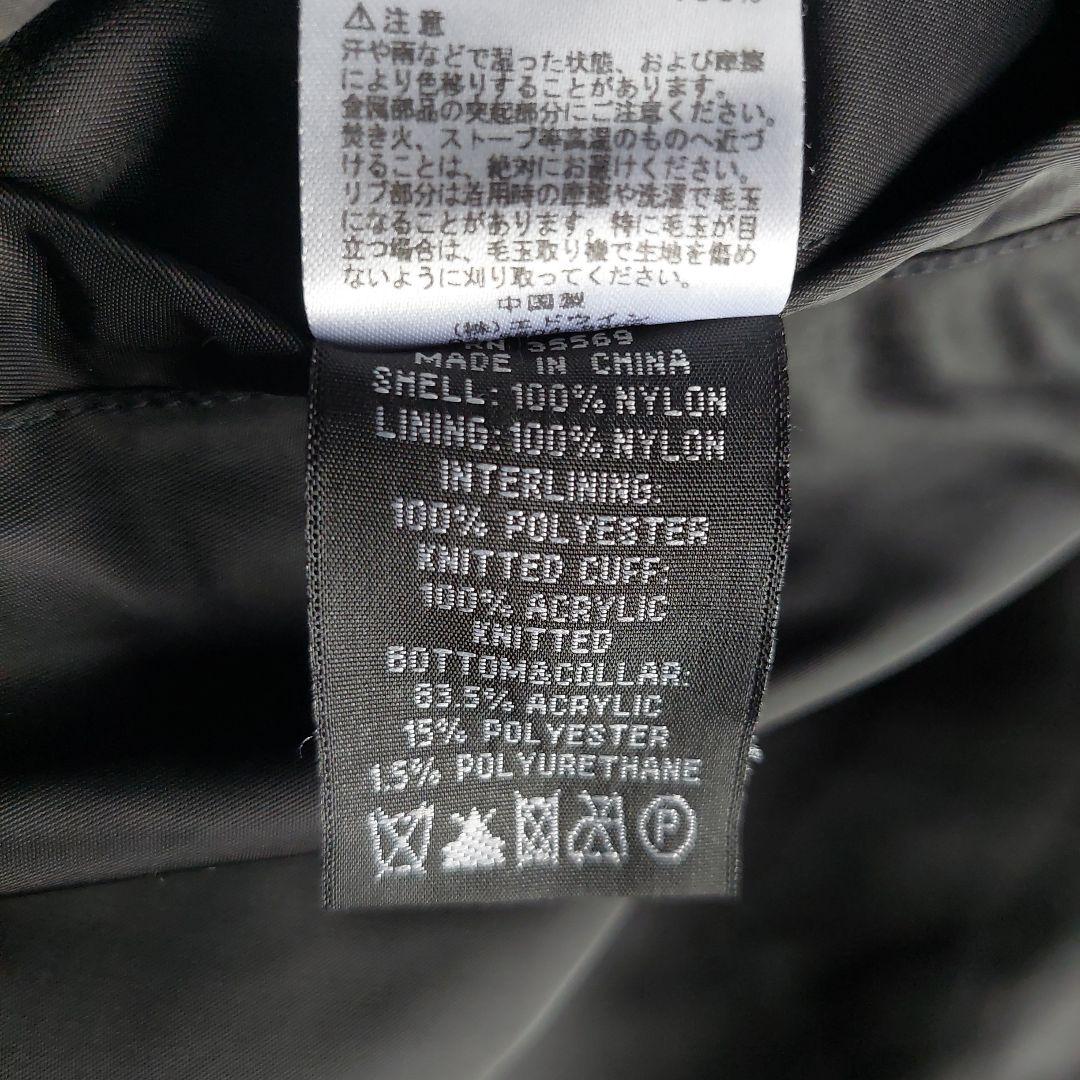 ⚠注意
汗や雨などで湿った状態、および摩擦
により色移りすることがあります。
金属部品の突起部分にご注意ください。
焚き火、ストーブ等高温のものへ近づ
けることは、絶対にお避けください。
リブ部分は着用時の摩擦や洗濯で毛玉
になることがあります。特に毛玉が目
立つ場合は、毛玉取り機で生地を傷め
ないように刈り取ってください。
中国製
(株)エドウイン
RN 55569
MADE IN CHINA
SHELL: 100% NYLON
LINING: 100% NYLON
INTERLINING:
100% POLYESTER
KNITTED CUFF:
100% ACRYLIC
KNITTED
BOTTOM&COLLAR:
83.5% ACRYLIC
15% POLYESTER
1.5% POLYURETHANE
P